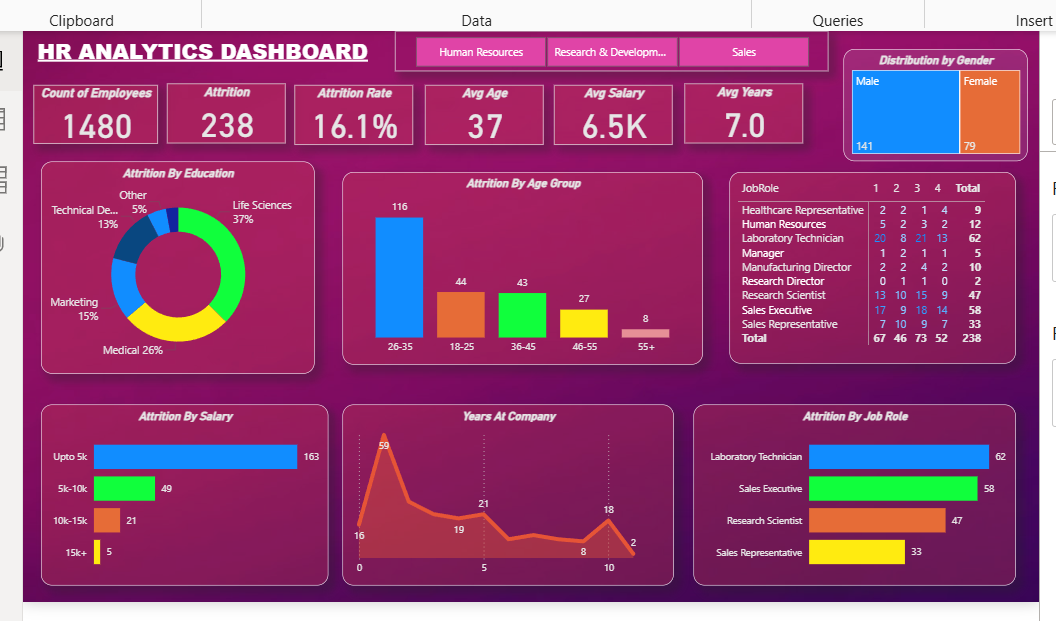 Clipboard
Data
Queries
Insert
HR ANALYTICS DASHBOARD
Human Resources
Research & Developm...
Sales
Count of Employees
1480
Attrition
238
Attrition Rate
16.1%
Avg Age
37
Avg Salary
6.5K
Avg Years
7.0
Distribution by Gender
Male
Female
141
79
Attrition By Education
Other
5%
Technical De...
13%
Life Sciences
37%
Marketing
15%
Medical 26%
Attrition By Age Group
116
44
43
27
8
26-35
18-25
36-45
46-55
55+
JobRole 1 2 3 4 Total
Healthcare Representative 2 2 1 4 9
Human Resources 5 2 3 2 12
Laboratory Technician 20 8 21 13 62
Manager 1 2 1 1 5
Manufacturing Director 2 2 4 2 10
Research Director 0 1 1 0 2
Research Scientist 13 10 15 9 47
Sales Executive 17 9 18 14 58
Sales Representative 7 10 9 7 33
Total 67 46 73 52 238
Attrition By Salary
Upto 5k 163
5k-10k 49
10k-15k 21
15k+ 5
Years At Company
59
16
19
21
8
18
2
0
5
10
Attrition By Job Role
Laboratory Technician 62
Sales Executive 58
Research Scientist 47
Sales Representative 33